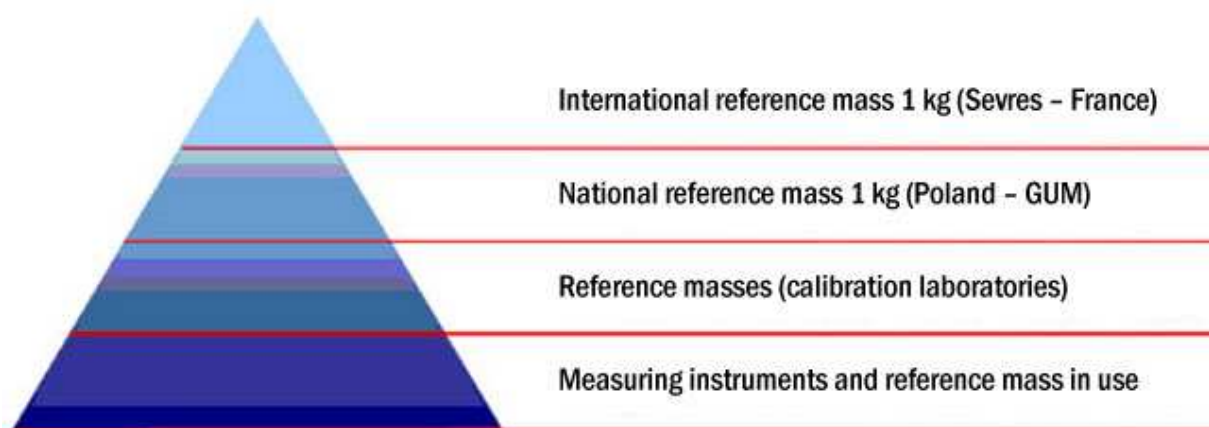 International reference mass 1 kg (Sevres – France)
National reference mass 1 kg (Poland – GUM)
Reference masses (calibration laboratories)
Measuring instruments and reference mass in use